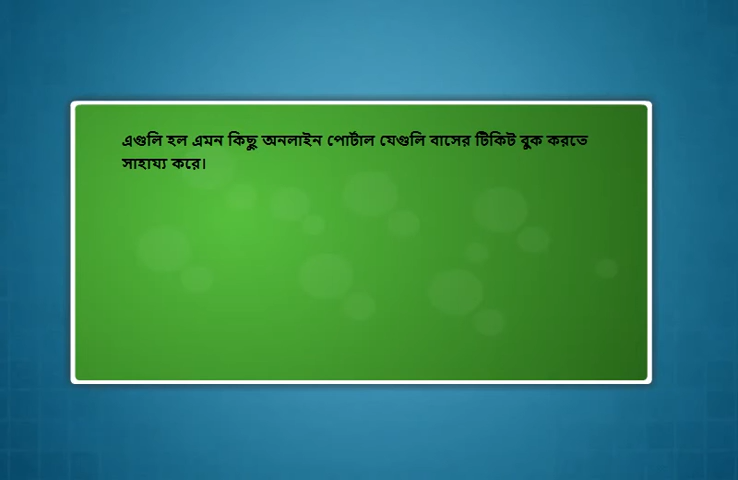 এগুলি হল এমন কিছু অনলাইন পোর্টাল যেগুলি বাসের টিকিট বুক করতে
সাহায্য করে।